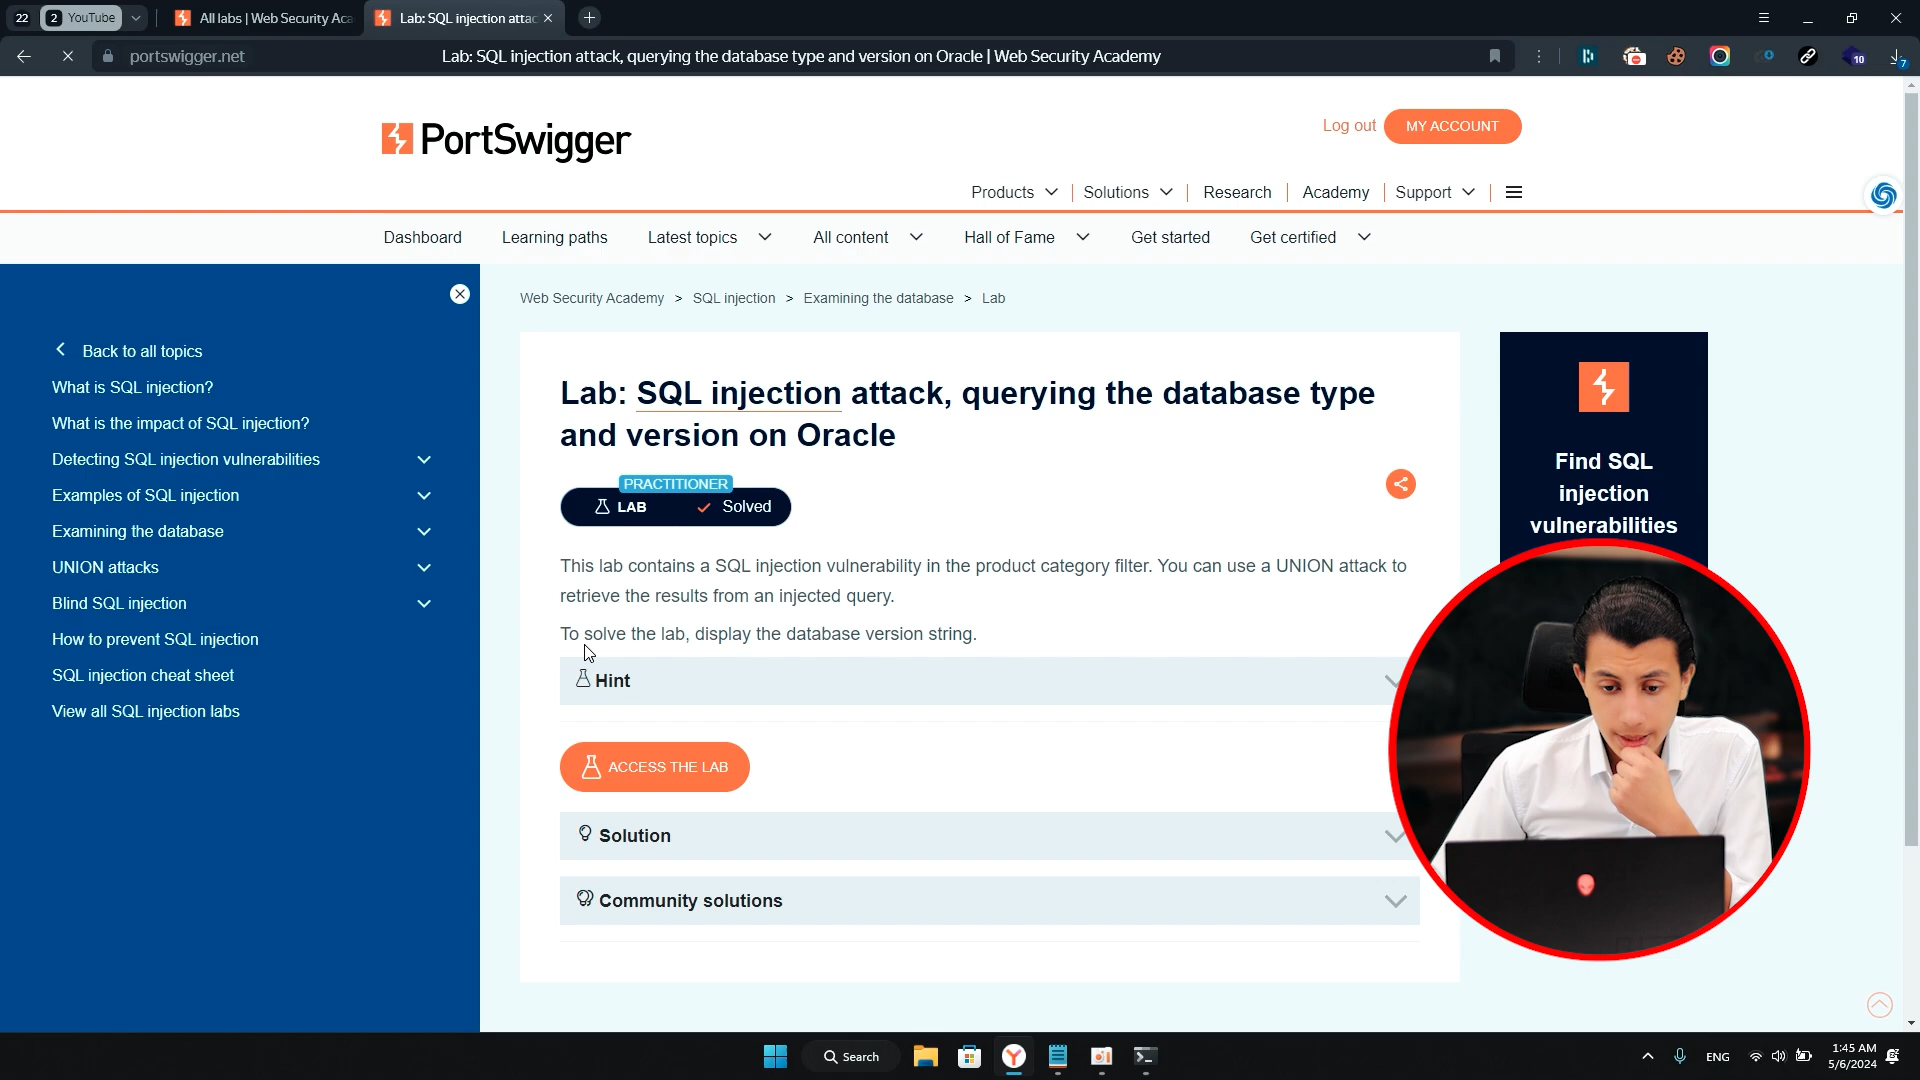 22
2 YouTube
All labs | Web Security Aca
Lab: SQL injection attac
portswigger.net
Lab: SQL injection attack, querying the database type and version on Oracle | Web Security Academy
10
7
PortSwigger
Log out
MY ACCOUNT
Products
Solutions
Research
Academy
Support
Dashboard
Learning paths
Latest topics
All content
Hall of Fame
Get started
Get certified
Back to all topics
What is SQL injection?
What is the impact of SQL injection?
Detecting SQL injection vulnerabilities
Examples of SQL injection
Examining the database
UNION attacks
Blind SQL injection
How to prevent SQL injection
SQL injection cheat sheet
View all SQL injection labs
Web Security Academy > SQL injection > Examining the database > Lab
Lab: SQL injection attack, querying the database type
and version on Oracle
PRACTITIONER
LAB
Solved
This lab contains a SQL injection vulnerability in the product category filter. You can use a UNION attack to
retrieve the results from an injected query.
To solve the lab, display the database version string.
Hint
ACCESS THE LAB
Solution
Community solutions
Find SQL
injection
vulnerabilities
Search
ENG
1:45 AM
5/6/2024